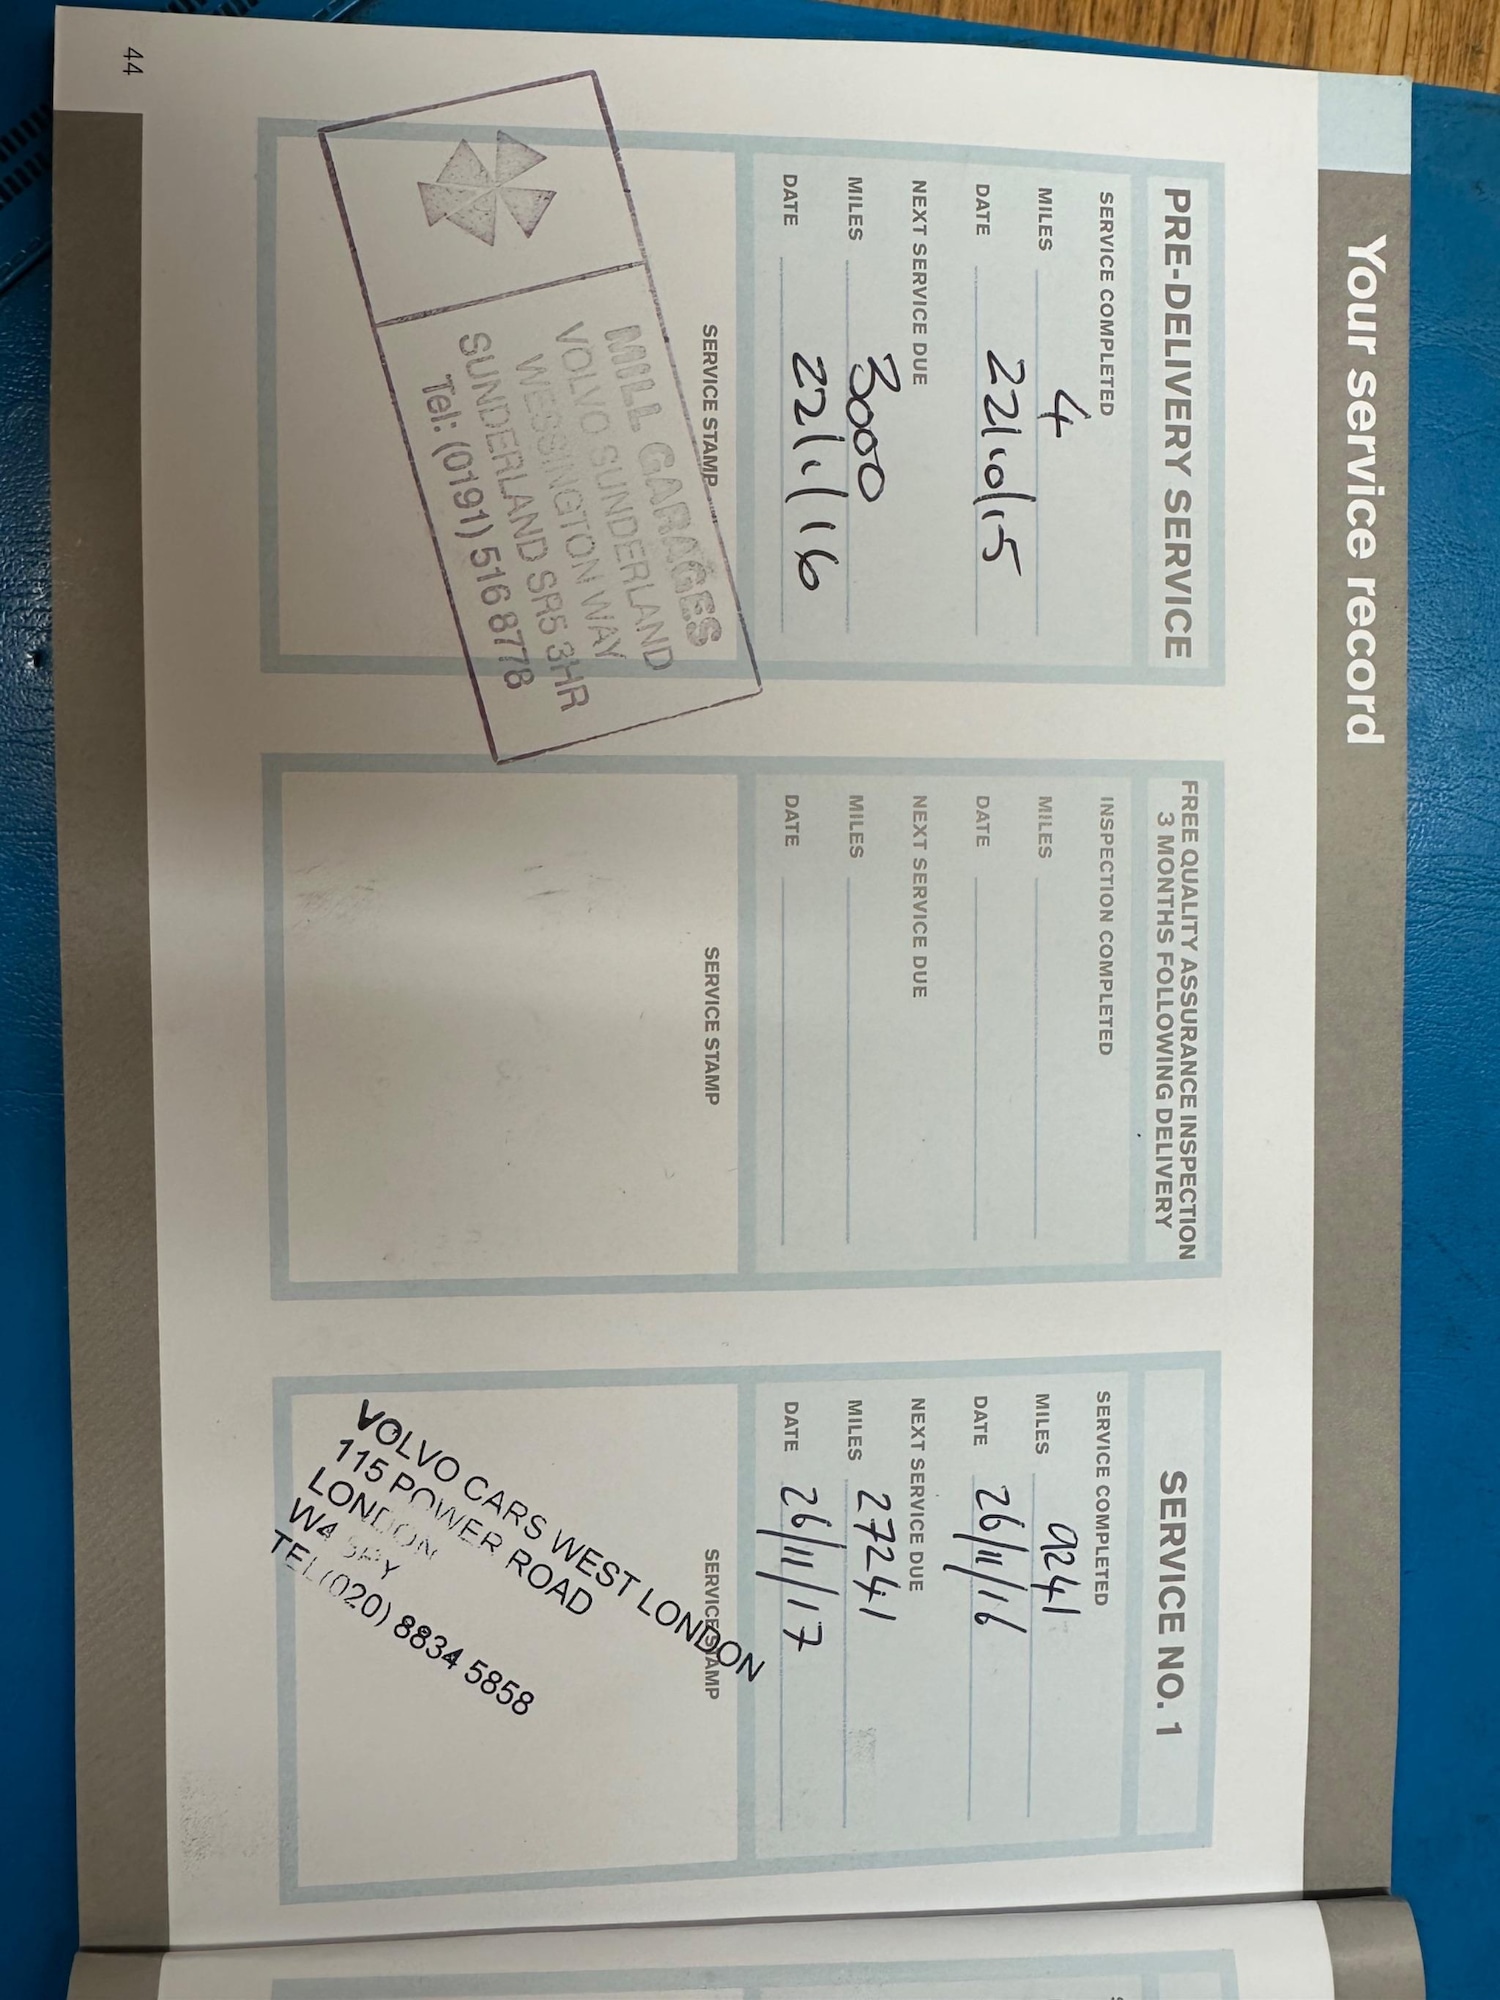 Your service record
PRE-DELIVERY SERVICE
SERVICE COMPLETED
MILES 4
DATE 22/10/15
NEXT SERVICE DUE
MILES 3000
DATE 22/1/16
SERVICE STAMP
MILL GARAGES
VOLVO SUNDERLAND
WESSINGTON WAY
SUNDERLAND SR5 3HR
Tel: (0191) 516 8778
FREE QUALITY ASSURANCE INSPECTION
3 MONTHS FOLLOWING DELIVERY
INSPECTION COMPLETED
MILES
DATE
NEXT SERVICE DUE
MILES
DATE
SERVICE STAMP
SERVICE NO. 1
SERVICE COMPLETED
MILES 9241
DATE 26/11/16
NEXT SERVICE DUE
MILES 27241
DATE 26/11/17
SERVICE STAMP
VOLVO CARS WEST LONDON
115 POWER ROAD
LONDON
W4
TEL (020) 8834 5858
44